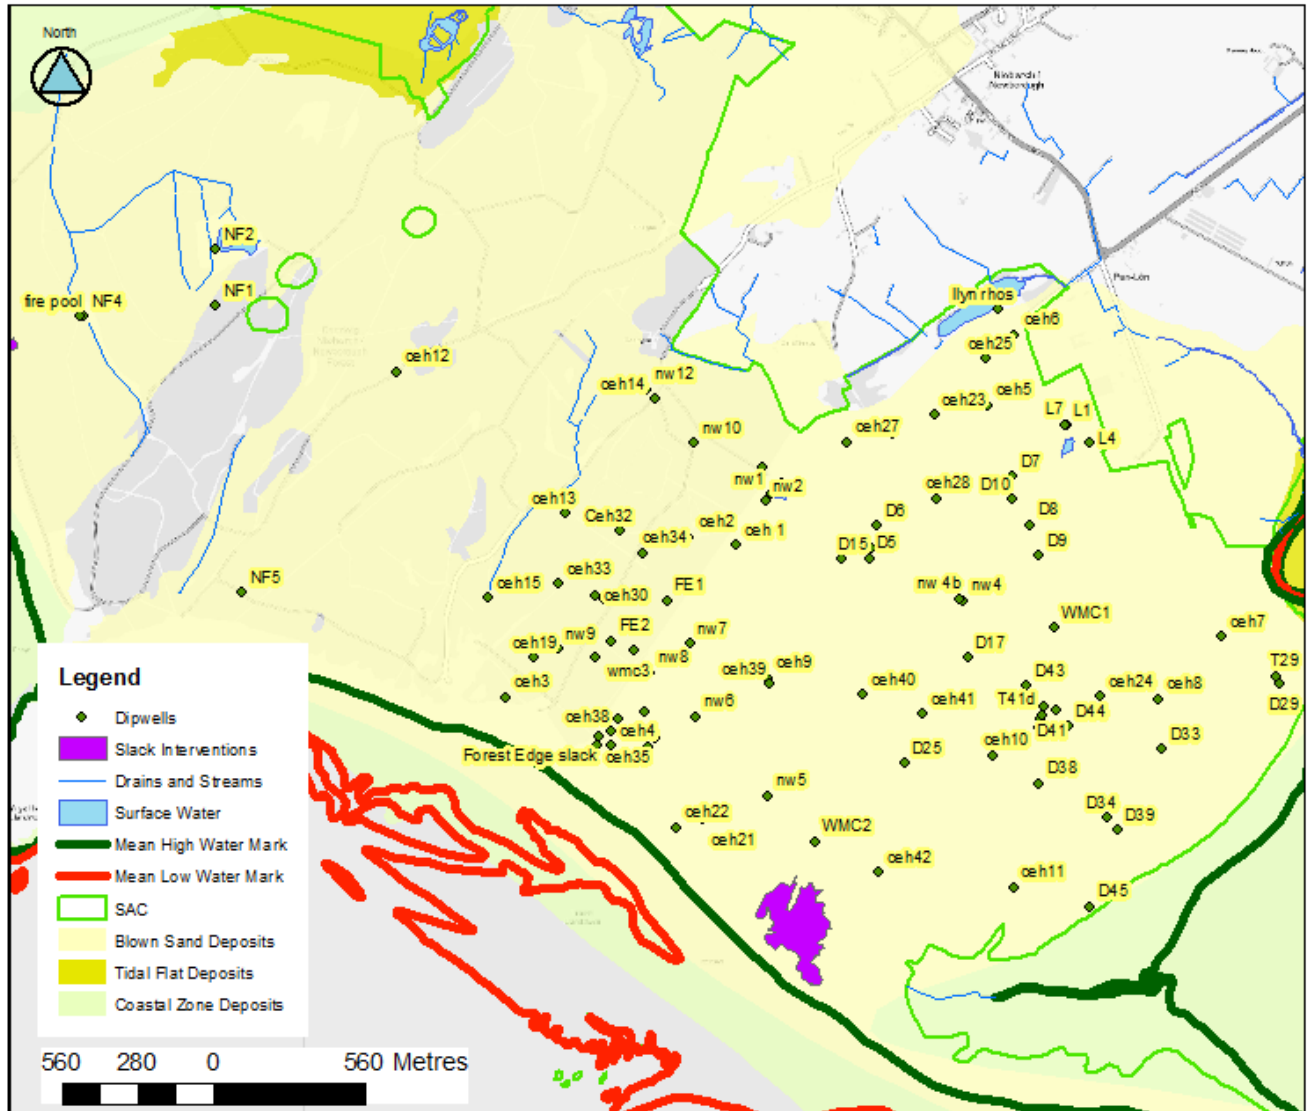 North
Niwbwrch /
Newborough
NF2
fire pool
NF4
NF1
Pen-Lôn
llyn rhos
ceh6
ceh25
ceh12
nw12
ceh14
ceh23
ceh5
L7
L1
L4
nw10
ceh27
nw1
nw2
D7
D10
ceh28
ceh13
Ceh32
ceh34
ceh2
ceh 1
D6
D8
D15
D5
D9
ceh15
ceh33
ceh30
FE1
nw 4b
nw4
NF5
WMC1
ceh7
ceh19
nw9
FE2
nw7
wmc3
nw8
D17
ceh39
ceh9
ceh3
ceh40
D43
ceh24
ceh8
T29
D29
T41d
D44
D41
ceh41
nw6
ceh38
ceh4
Forest Edge slack
ceh35
D25
ceh10
D33
D38
nw5
D34
D39
ceh22
ceh21
WMC2
ceh42
ceh11
D45
Legend
Dipwells
Slack Interventions
Drains and Streams
Surface Water
Mean High Water Mark
Mean Low Water Mark
SAC
Blown Sand Deposits
Tidal Flat Deposits
Coastal Zone Deposits
560 280 0 560 Metres